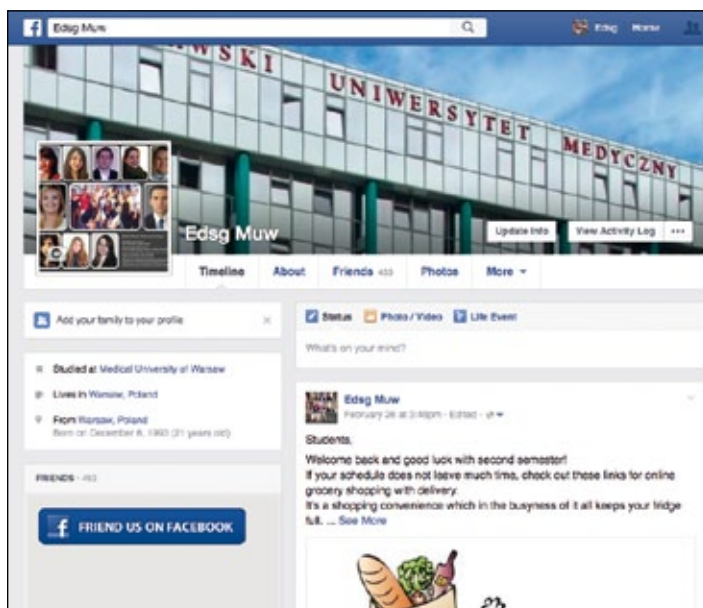 Edsg Muw
Edsg Home
WSKI UNIWERSYTET MEDYCZNY
Edsg Muw
Update Info View Activity Log
Timeline About Friends 493 Photos More
Add your family to your profile
Studied at Medical University of Warsaw
Lives in Warsaw, Poland
From Warsaw, Poland
Born on December 6, 1993 (21 years old)
FRIENDS · 493
FRIEND US ON FACEBOOK
Status Photo / Video Life Event
What's on your mind?
Edsg Muw
February 26 at 3:48pm · Edited ·
Students,
Welcome back and good luck with second semester!
If your schedule does not leave much time, check out these links for online
grocery shopping with delivery.
It's a shopping convenience which in the busyness of it all keeps your fridge
full. ... See More